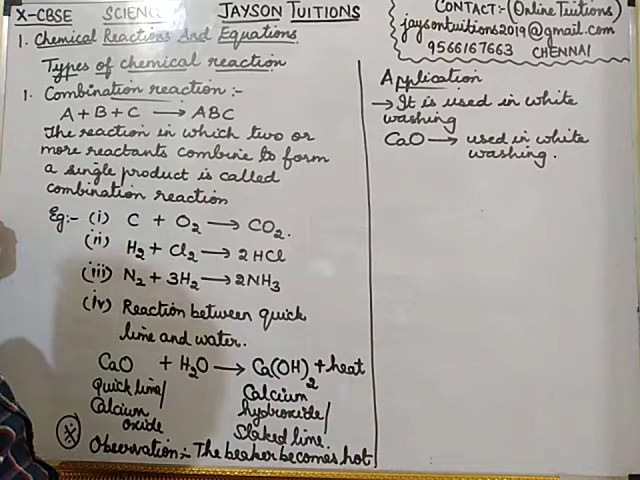 X-CBSE SCIENCE JAYSON TUITIONS
1. Chemical Reactions And Equations
Types of chemical reaction
1. Combination reaction :-
A + B + C ⟶ ABC
The reaction in which two or
more reactants combine to form
a single product is called
combination reaction
Eg:- (i) C + O₂ ⟶ CO₂.
(ii) H₂ + Cl₂ ⟶ 2HCl
(iii) N₂ + 3H₂ ⟶ 2NH₃
(iv) Reaction between quick
lime and water.
CaO + H₂O ⟶ Ca(OH)₂ + heat
quick line/ Calcium
Calcium hydroxide/
oxide Slaked line.
Observation:- The beaker becomes hot
CONTACT:- (Online Tuitions)
jaysontuitions2019@gmail.com
9566167663 CHENNAI
Application
→ It is used in white
washing
CaO ⟶ used in white
washing.